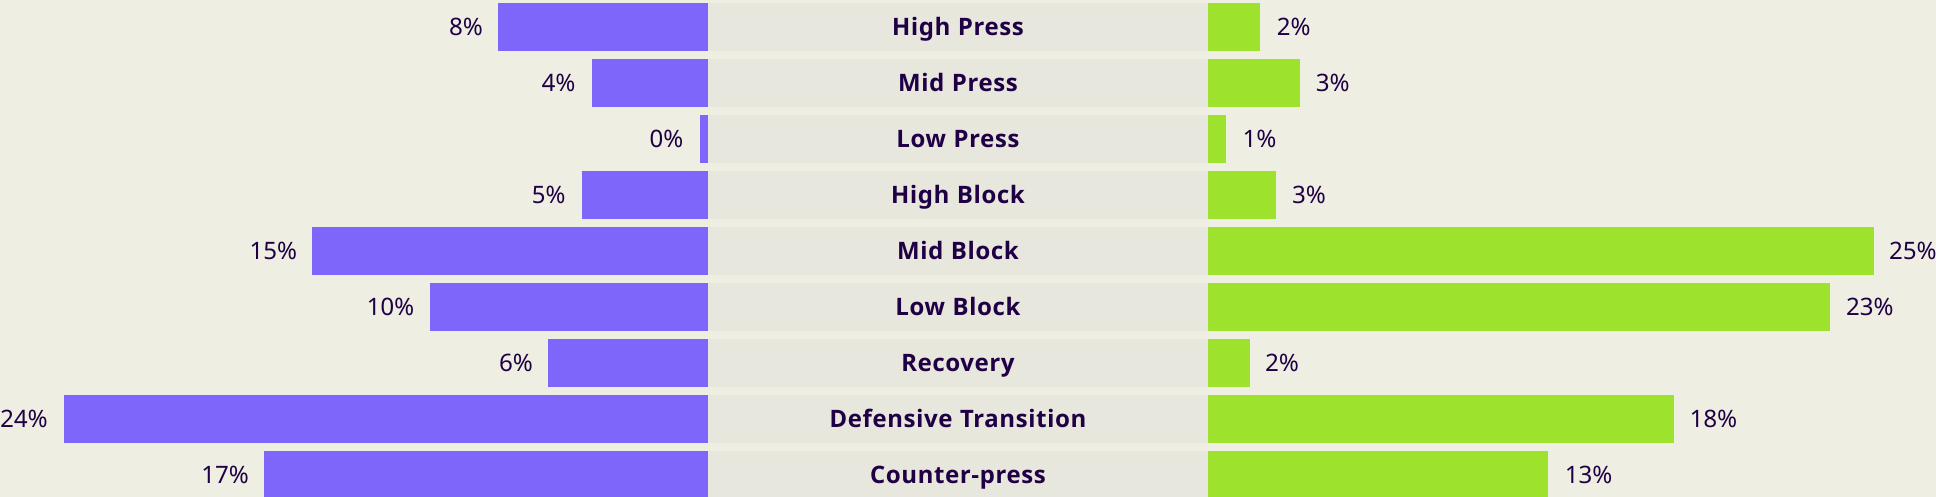 8% High Press 2%
4% Mid Press 3%
0% Low Press 1%
5% High Block 3%
15% Mid Block 25%
10% Low Block 23%
6% Recovery 2%
24% Defensive Transition 18%
17% Counter-press 13%